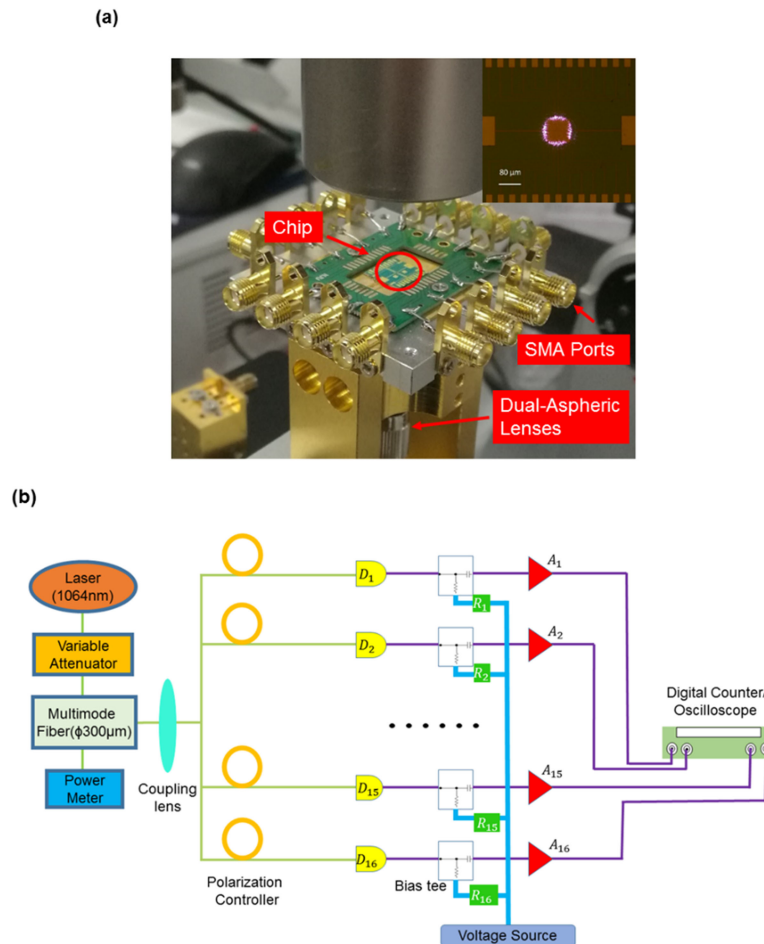 (a)
80 µm
Chip
SMA Ports
Dual-Aspheric
Lenses
(b)
Laser
(1064nm)
Variable
Attenuator
Multimode
Fiber(ϕ300µm)
Power
Meter
Coupling
lens
Polarization
Controller
D₁
R₁
A₁
D₂
R₂
A₂
......
D₁₅
R₁₅
A₁₅
D₁₆
R₁₆
A₁₆
Bias tee
Voltage Source
Digital Counter/
Oscilloscope